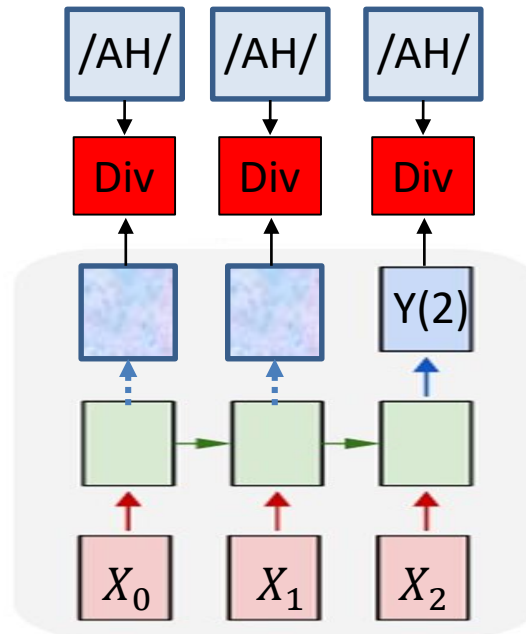 /AH/ /AH/ /AH/
Div Div Div
Y(2)
X₀ X₁ X₂